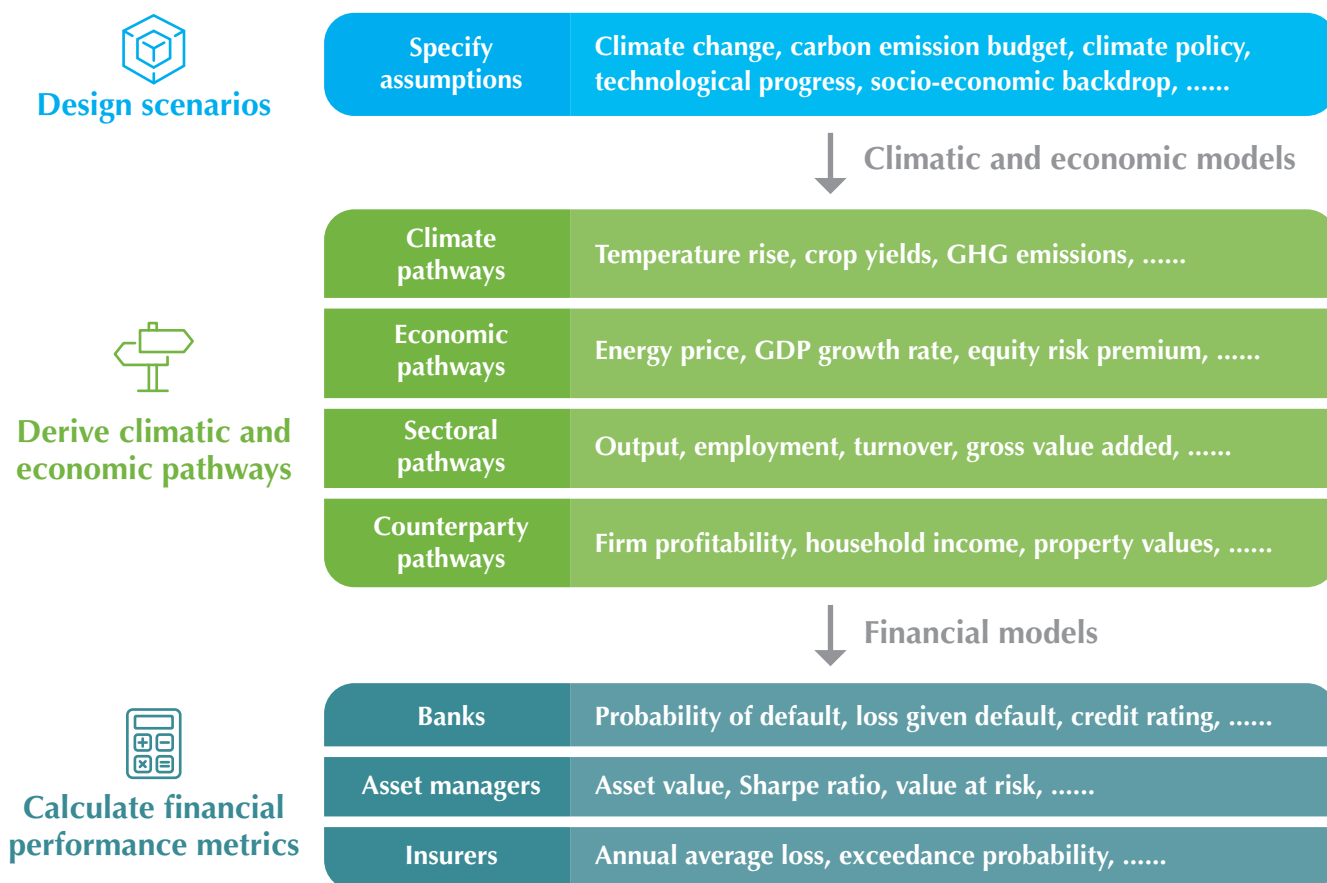 Design scenarios
Specify
assumptions
Climate change, carbon emission budget, climate policy,
technological progress, socio-economic backdrop, ......
Climatic and economic models
Derive climatic and
economic pathways
Climate
pathways
Temperature rise, crop yields, GHG emissions, ......
Economic
pathways
Energy price, GDP growth rate, equity risk premium, ......
Sectoral
pathways
Output, employment, turnover, gross value added, ......
Counterparty
pathways
Firm profitability, household income, property values, ......
Financial models
Calculate financial
performance metrics
Banks
Probability of default, loss given default, credit rating, ......
Asset managers
Asset value, Sharpe ratio, value at risk, ......
Insurers
Annual average loss, exceedance probability, ......